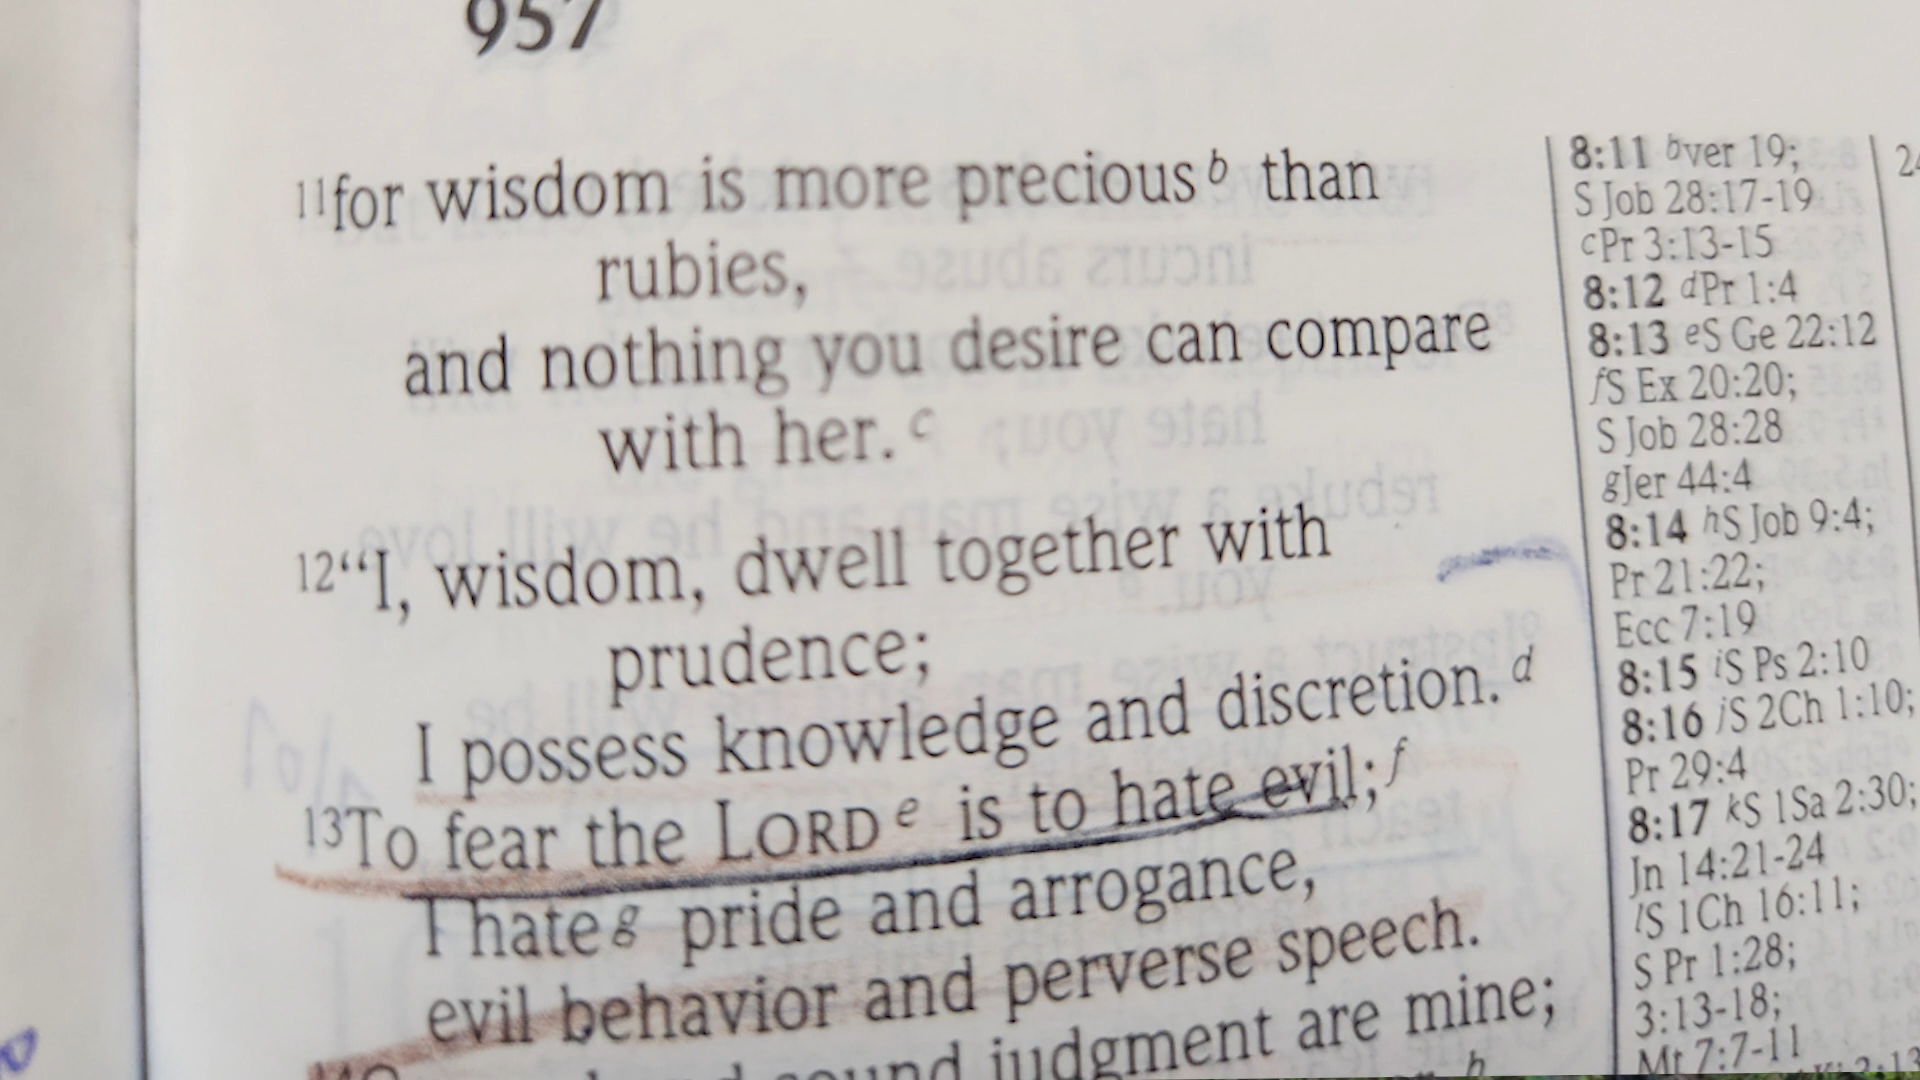 957
11for wisdom is more precious b than
rubies,
and nothing you desire can compare
with her. c
12“I, wisdom, dwell together with
prudence;
I possess knowledge and discretion. d
13To fear the LORD e is to hate evil; f
I hate g pride and arrogance,
evil behavior and perverse speech.
sound judgment are mine;
h
8:11 bver 19;
S Job 28:17-19
cPr 3:13-15
8:12 dPr 1:4
8:13 eS Ge 22:12
fS Ex 20:20;
S Job 28:28
gJer 44:4
8:14 hS Job 9:4;
Pr 21:22;
Ecc 7:19
8:15 iS Ps 2:10
8:16 jS 2Ch 1:10;
Pr 29:4
8:17 kS 1Sa 2:30;
Jn 14:21-24
lS 1Ch 16:11;
S Pr 1:28;
3:13-18;
Mt 7:7-11